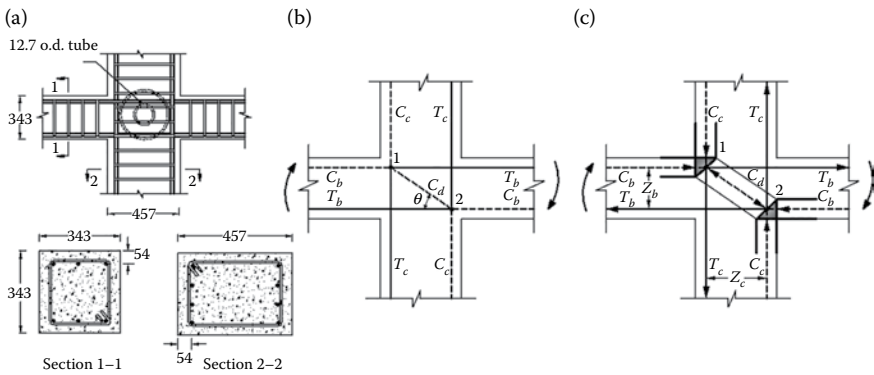 (a)
12.7 o.d. tube
1
343
1
2
2
457
343
54
343
Section 1–1
457
54
Section 2–2
(b)
C_c
T_c
1
C_b
T_b
C_d
θ
2
T_b
C_b
T_c
C_c
(c)
C_c
T_c
1
C_b
T_b
Z_b
C_d
2
T_b
C_b
T_c
C_c
Z_c